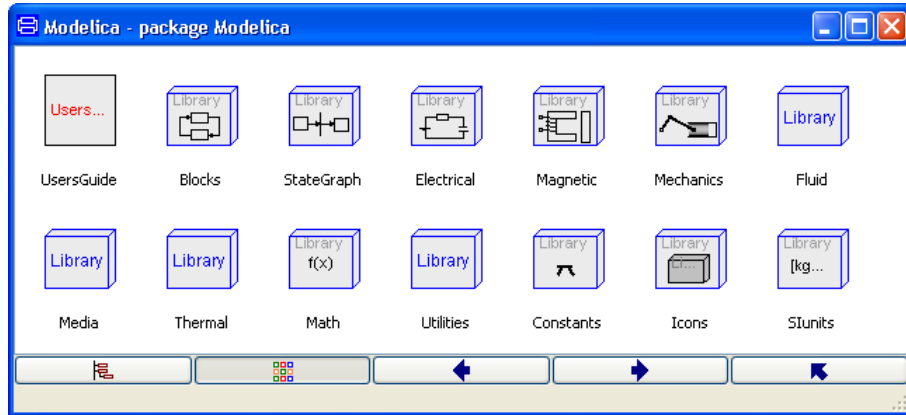 Modelica - package Modelica
Users... Library Library Library Library Library Library
UsersGuide Blocks StateGraph Electrical Magnetic Mechanics Fluid
Library Library Library f(x) Library Library Library Li... Library [kg...
Media Thermal Math Utilities Constants Icons SIunits